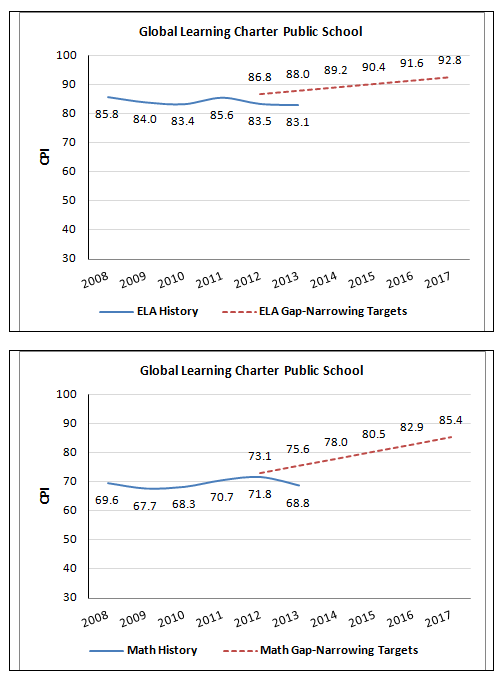 Global Learning Charter Public School
100
90
80
70
60
50
40
30
CPI
86.8 88.0 89.2 90.4 91.6 92.8
85.8 84.0 83.4 85.6 83.5 83.1
2008 2009 2010 2011 2012 2013 2014 2015 2016 2017
ELA History ELA Gap-Narrowing Targets
Global Learning Charter Public School
100
90
80
70
60
50
40
30
CPI
73.1 75.6 78.0 80.5 82.9 85.4
69.6 67.7 68.3 70.7 71.8 68.8
2008 2009 2010 2011 2012 2013 2014 2015 2016 2017
Math History Math Gap-Narrowing Targets